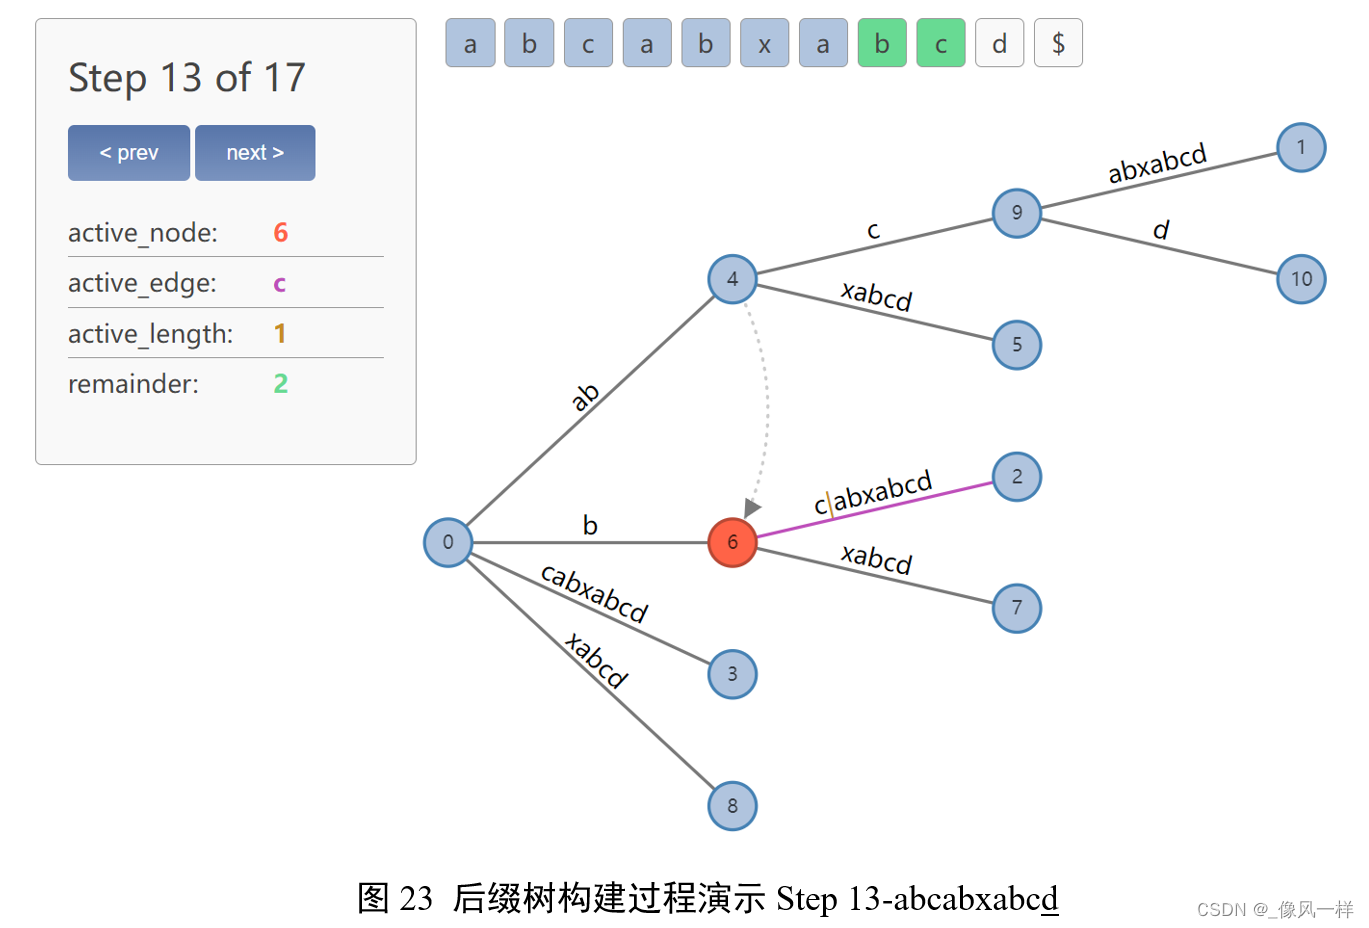 Step 13 of 17
< prev next >
active_node: 6
active_edge: c
active_length: 1
remainder: 2
a b c a b x a b c d $
abxabcd
1
c
9
d
10
4
xabcd
5
ab
c|abxabcd
2
0
b
6
xabcd
7
cabxabcd
3
xabcd
8
图 23 后缀树构建过程演示 Step 13-abcabxabcd
CSDN @_像风一样